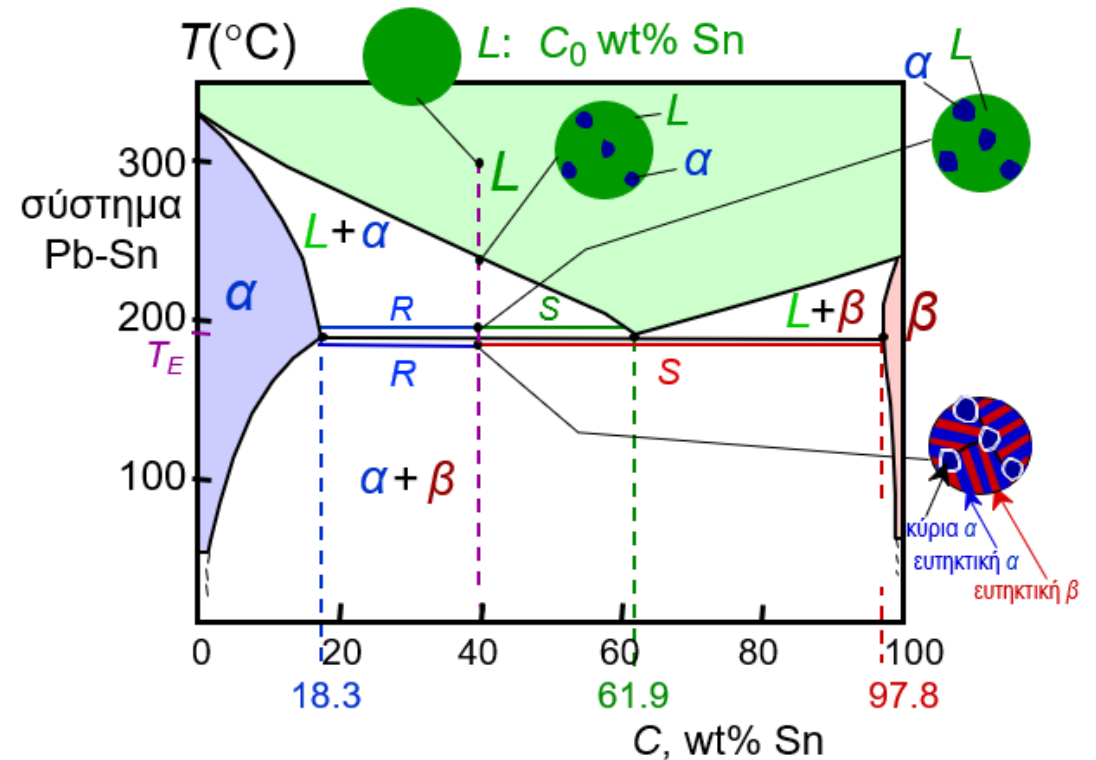 T(°C)
L: C₀ wt% Sn
L
α
L
α
300
L
σύστημα
Pb-Sn
L+α
α
R
S
L+β
β
200
T_E
R
S
100
α+β
κύρια α
ευτηκτική α
ευτηκτική β
0
20
40
60
80
100
18.3
61.9
97.8
C, wt% Sn